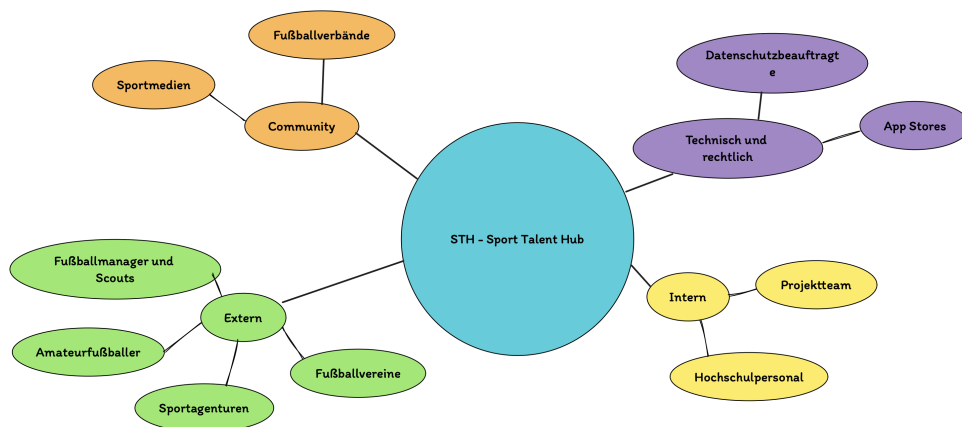 Fußballverbände
Sportmedien
Community
Datenschutzbeauftragt
e
App Stores
Technisch und
rechtlich
STH - Sport Talent Hub
Fußballmanager und
Scouts
Extern
Amateurfußballer
Fußballvereine
Sportagenturen
Intern
Projektteam
Hochschulpersonal